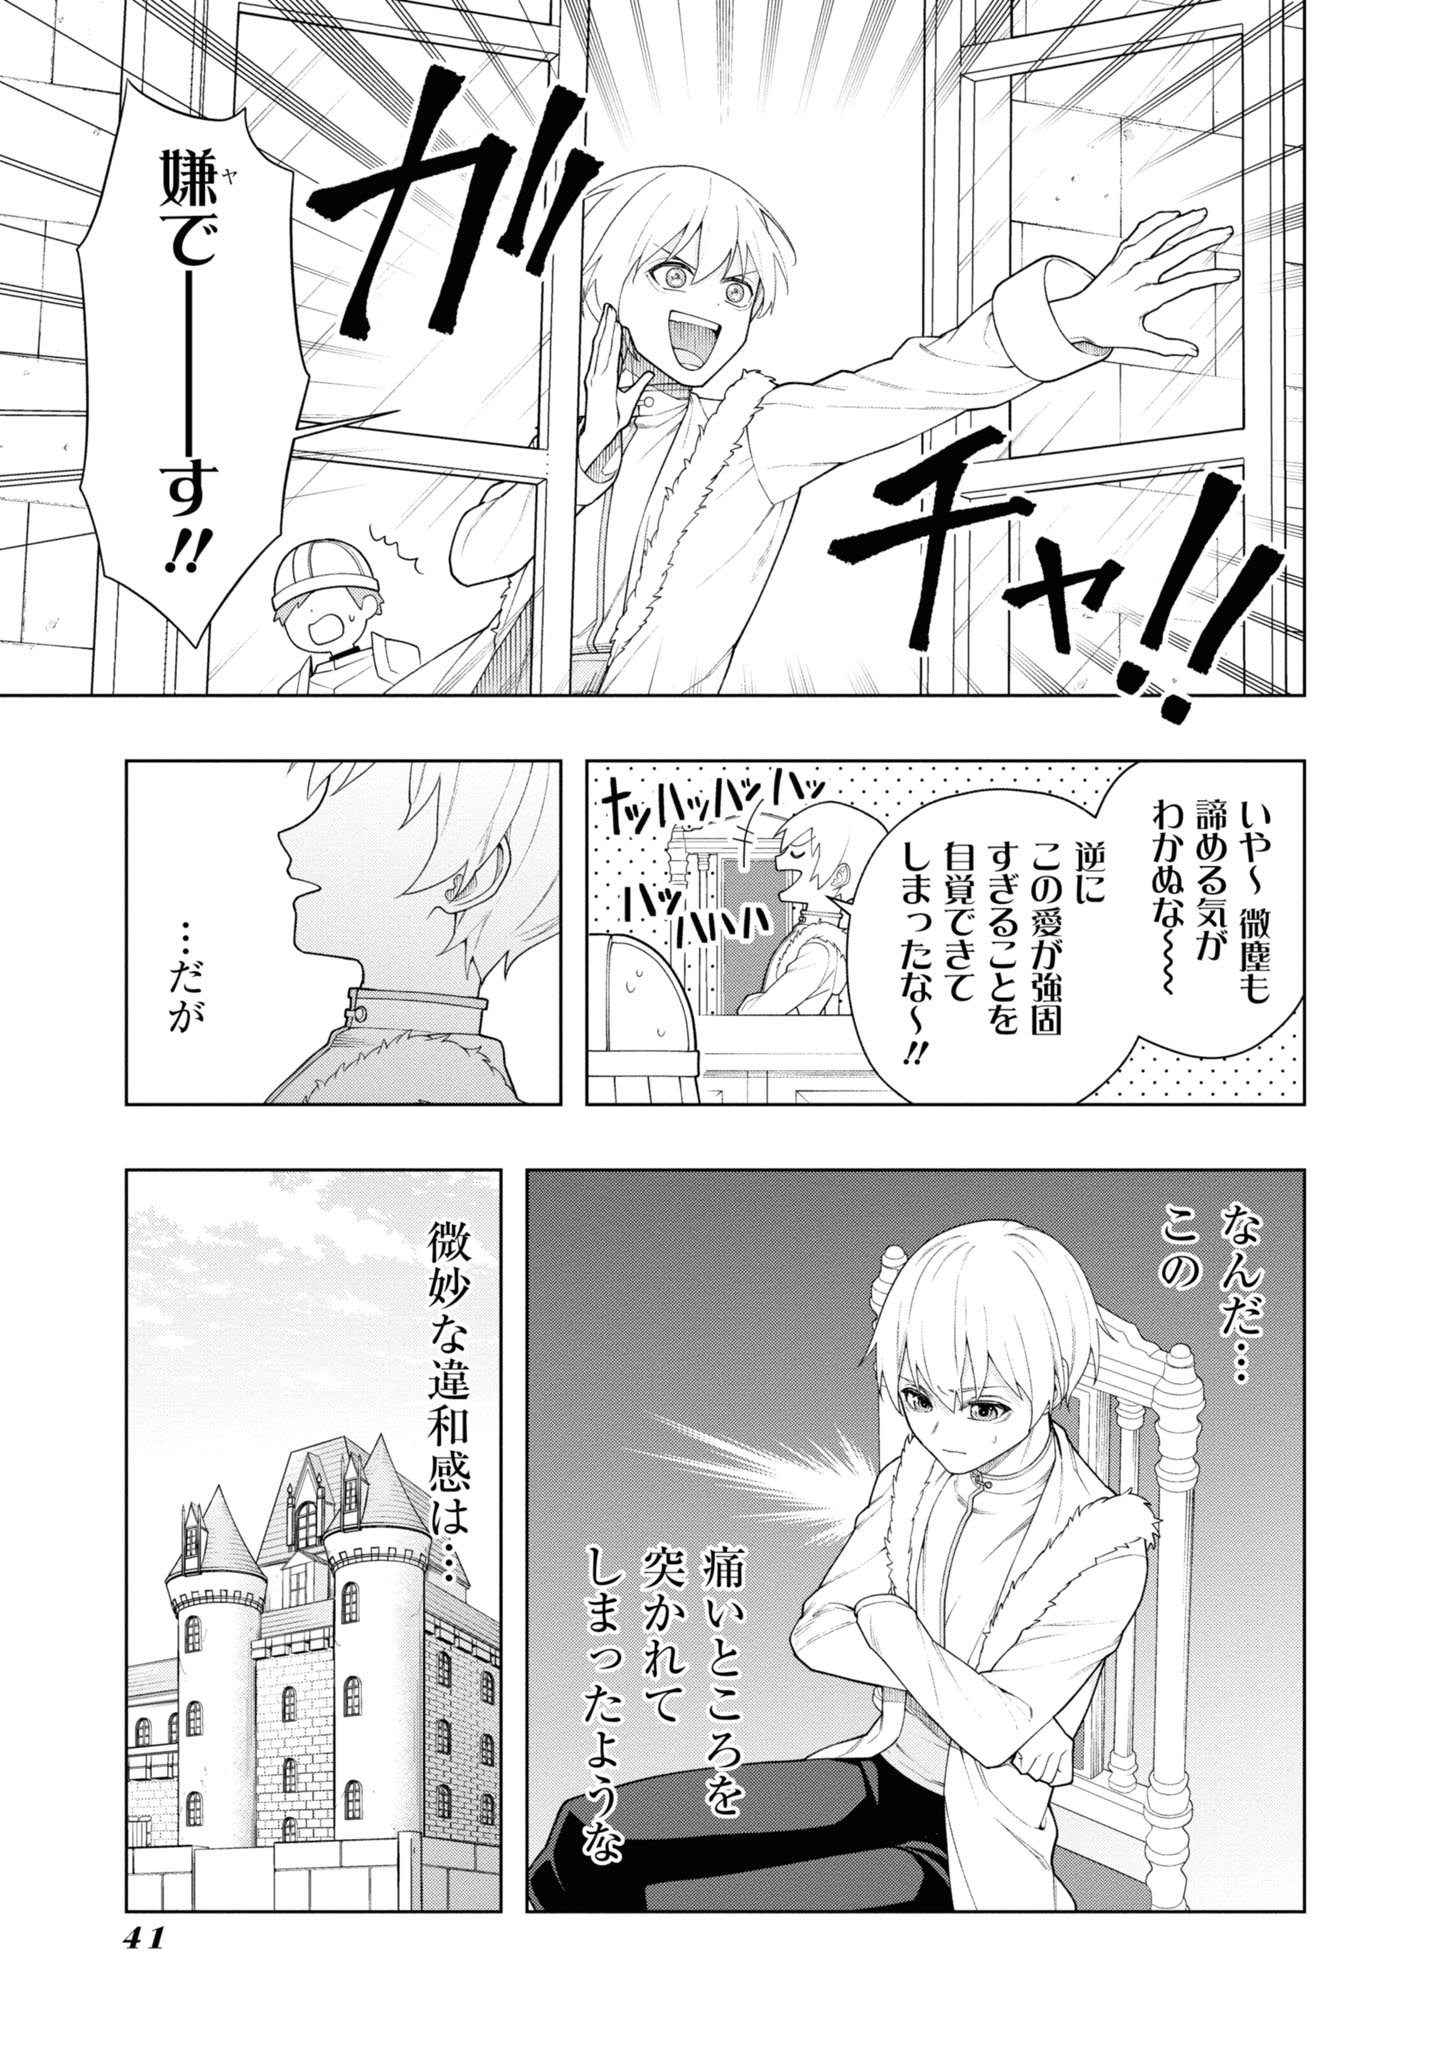 ガチャ!!
嫌でーーす!!
ヤ
いや〜微塵も
諦める気が
わかぬな〜〜〜
逆に
この愛が強固
すぎることを
自覚できて
しまったな〜!!
ナッハッハッハッ
ハッハハハ
…だが
なんだ…
この
痛いところを
突かれて
しまったような
微妙な違和感は…
41